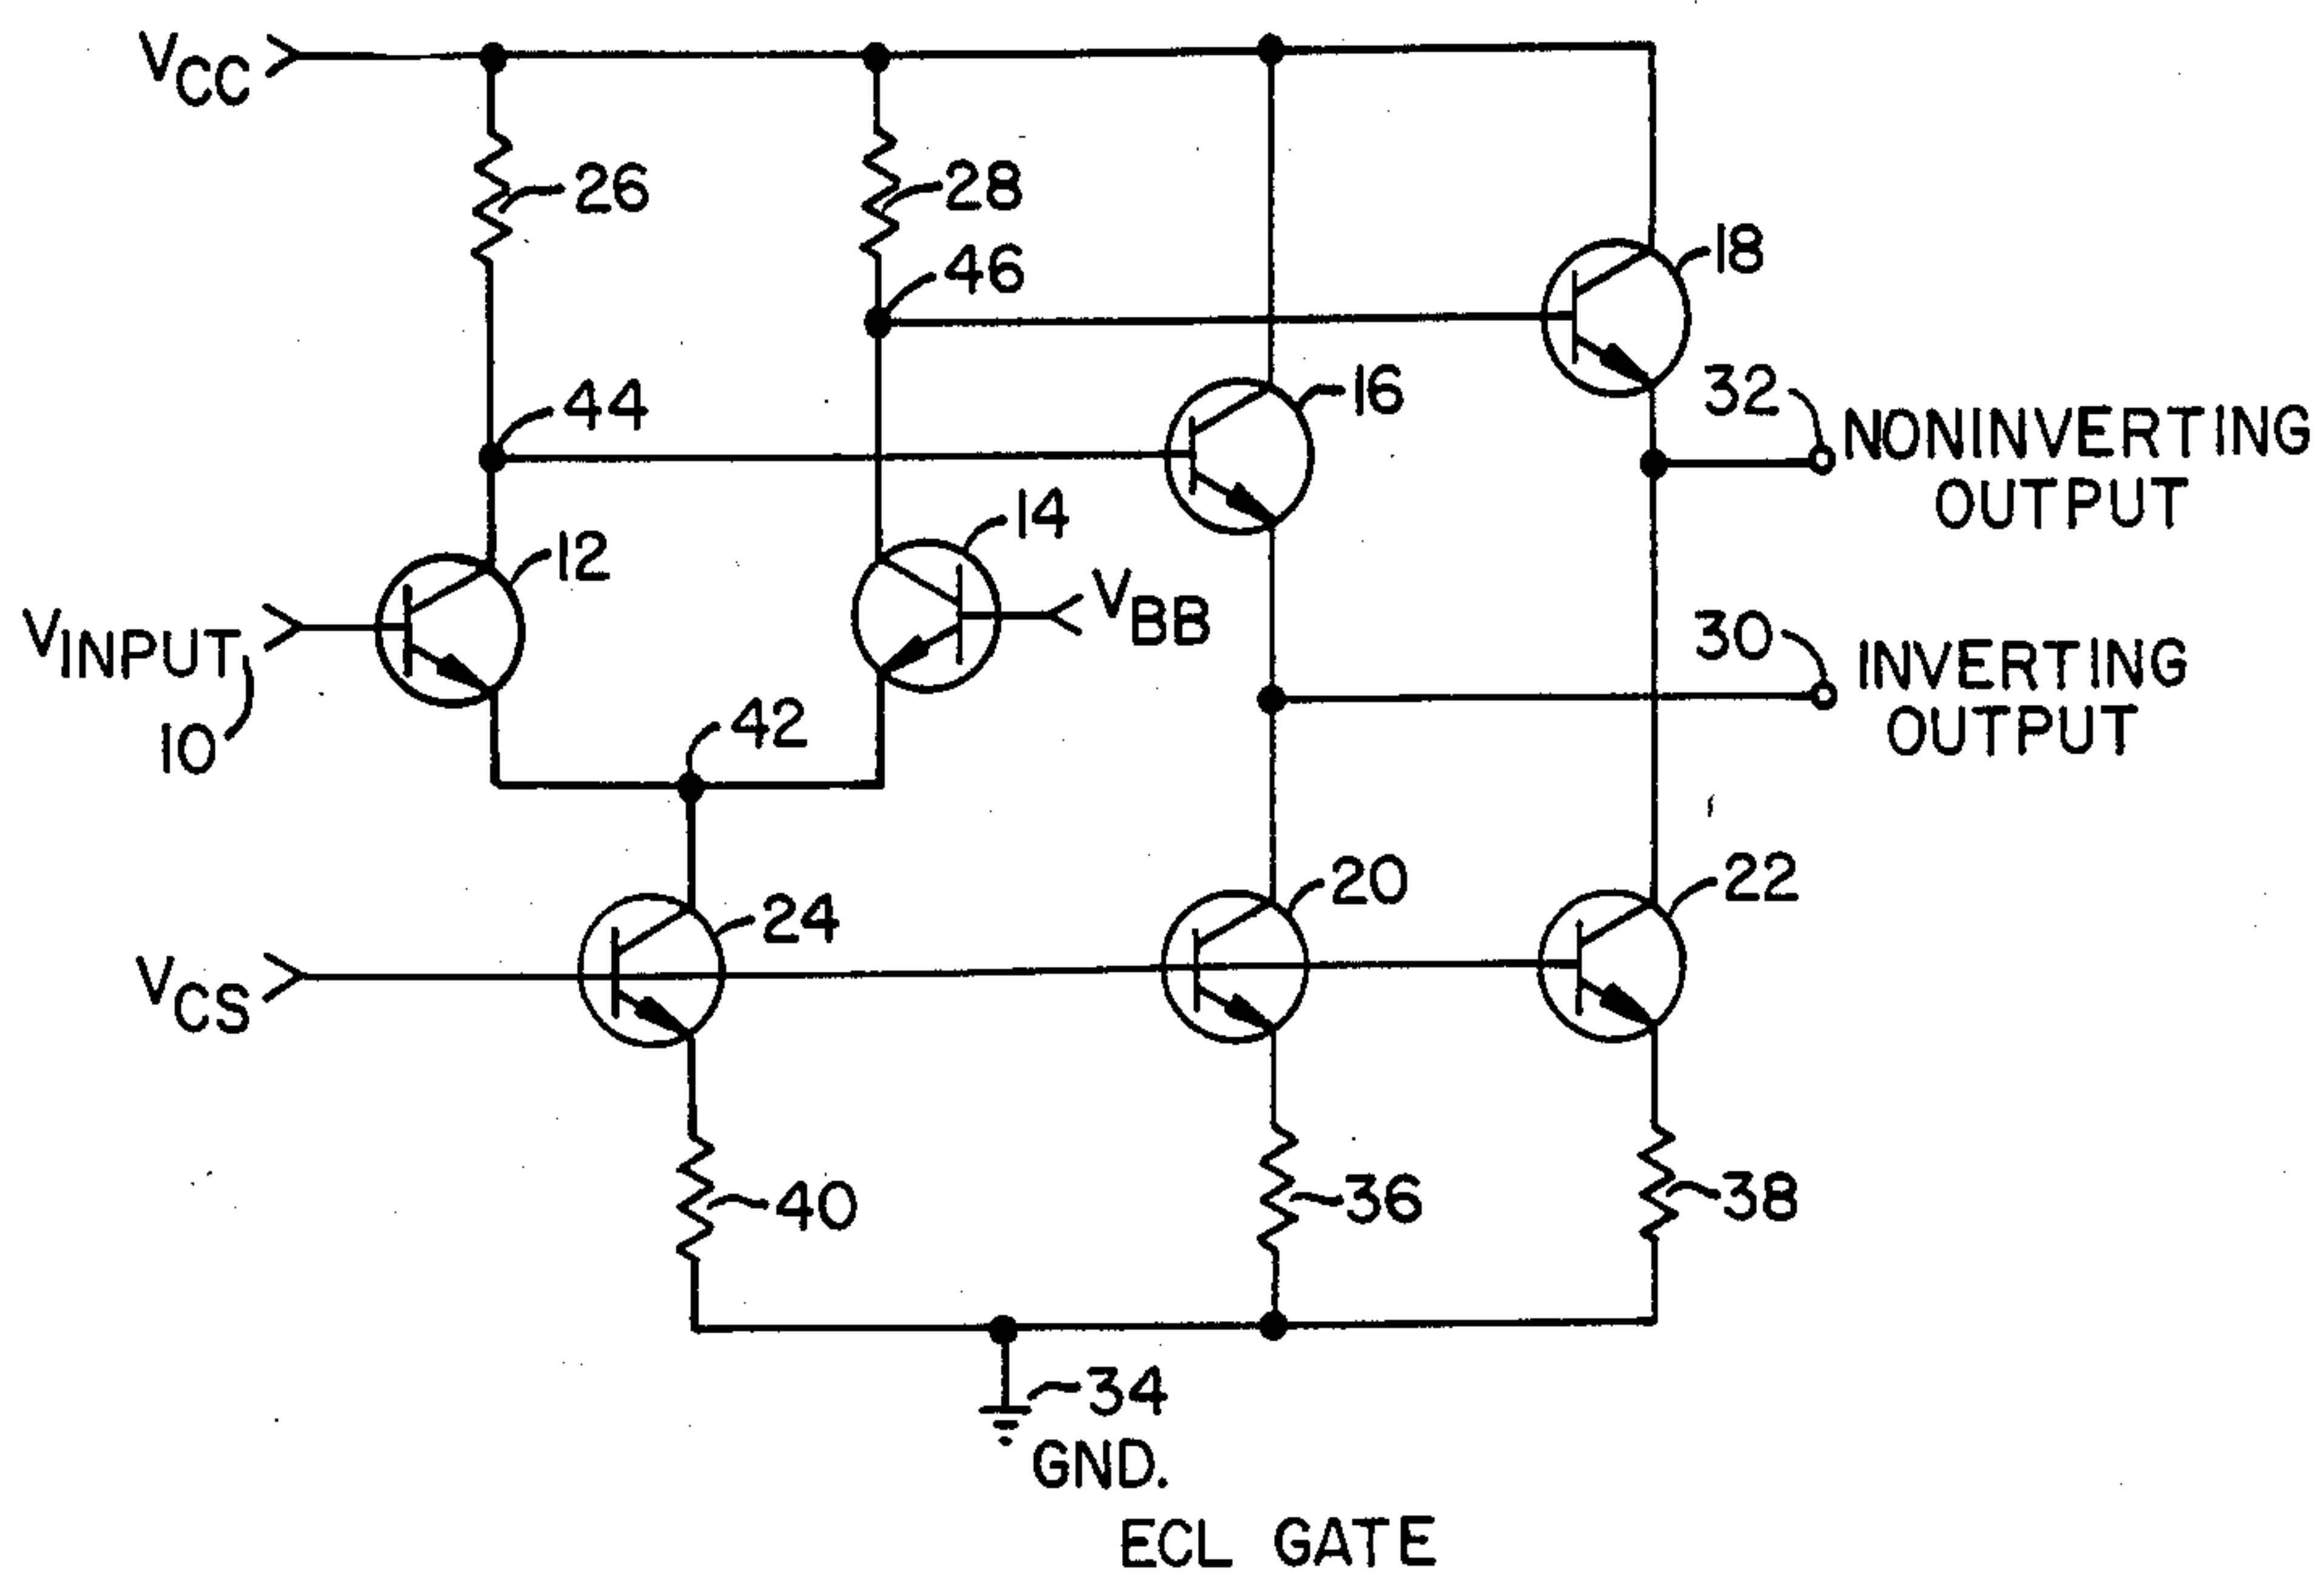 VCC
26
28
46
18
44
16
32
NONINVERTING
OUTPUT
12
14
VINPUT
VBB
30
INVERTING
OUTPUT
10
42
24
20
22
VCS
40
36
38
34
GND.
ECL GATE